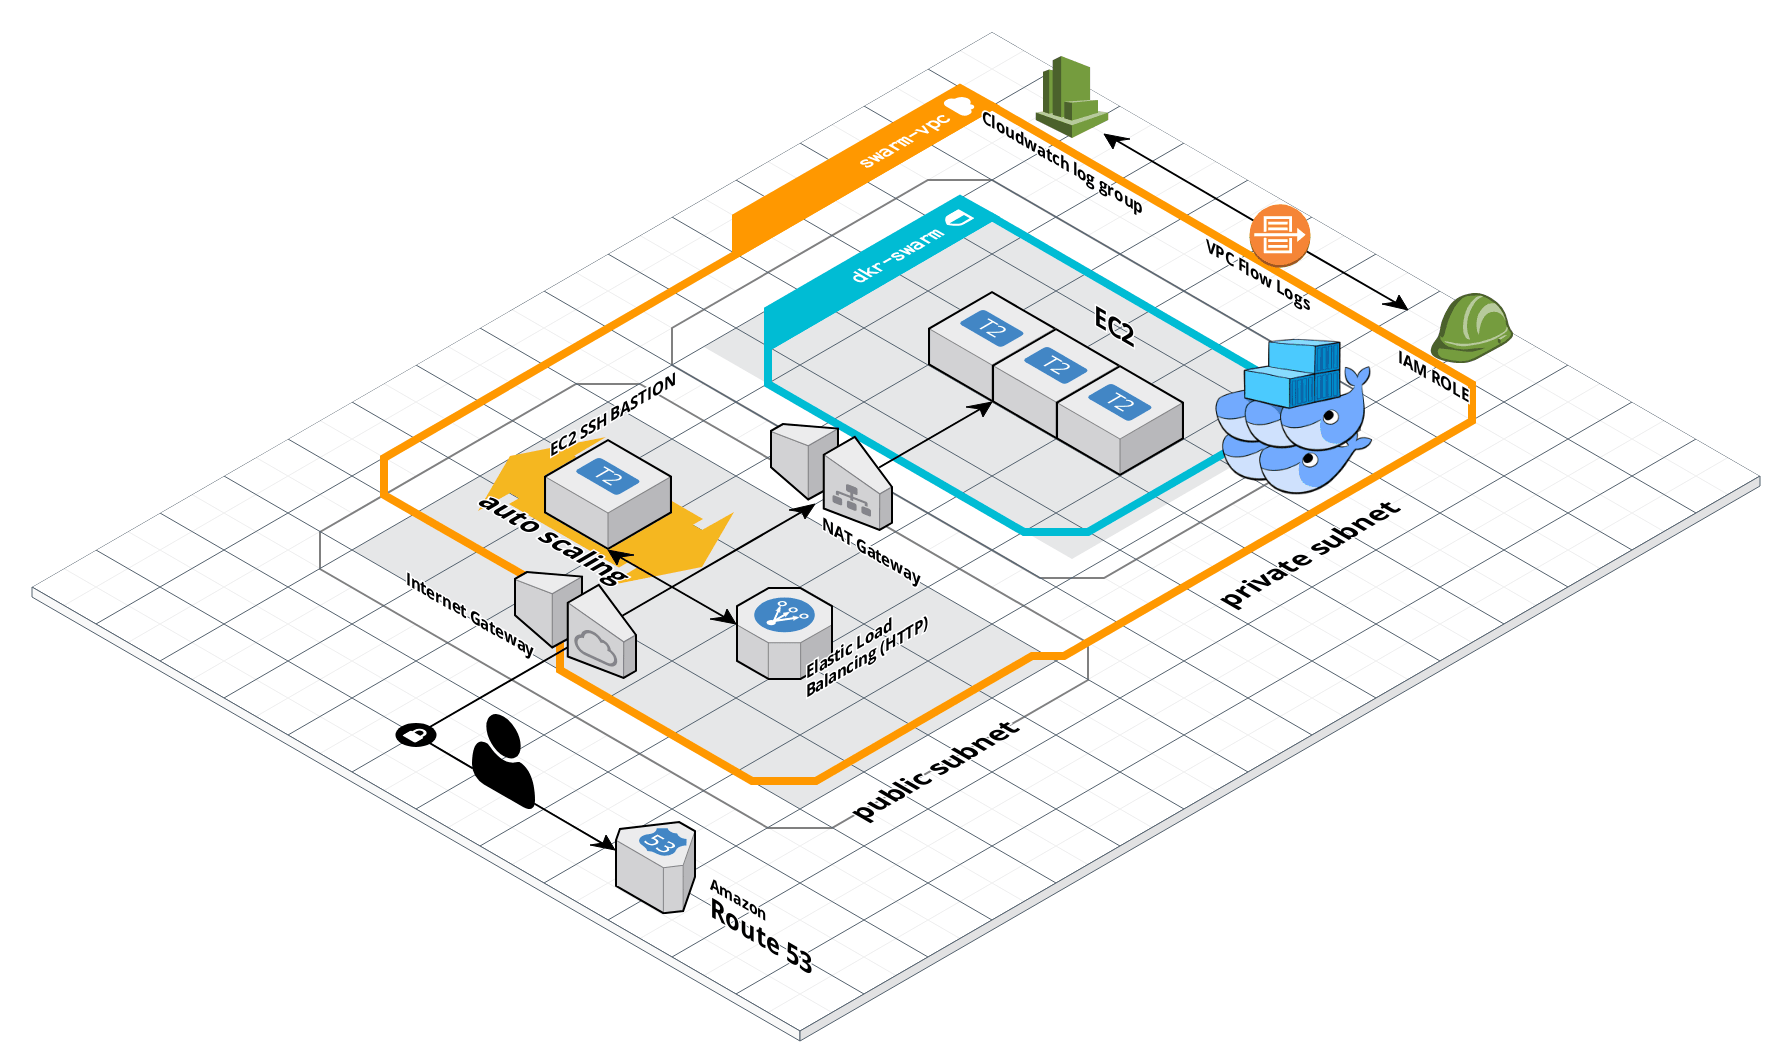 swarm-vpc
Cloudwatch log group
dkr-swarm
VPC Flow Logs
EC2
T2
T2
T2
IAM ROLE
EC2 SSH BASTION
T2
auto scaling
NAT Gateway
private subnet
Internet Gateway
Elastic Load
Balancing (HTTP)
public subnet
53
Amazon
Route 53